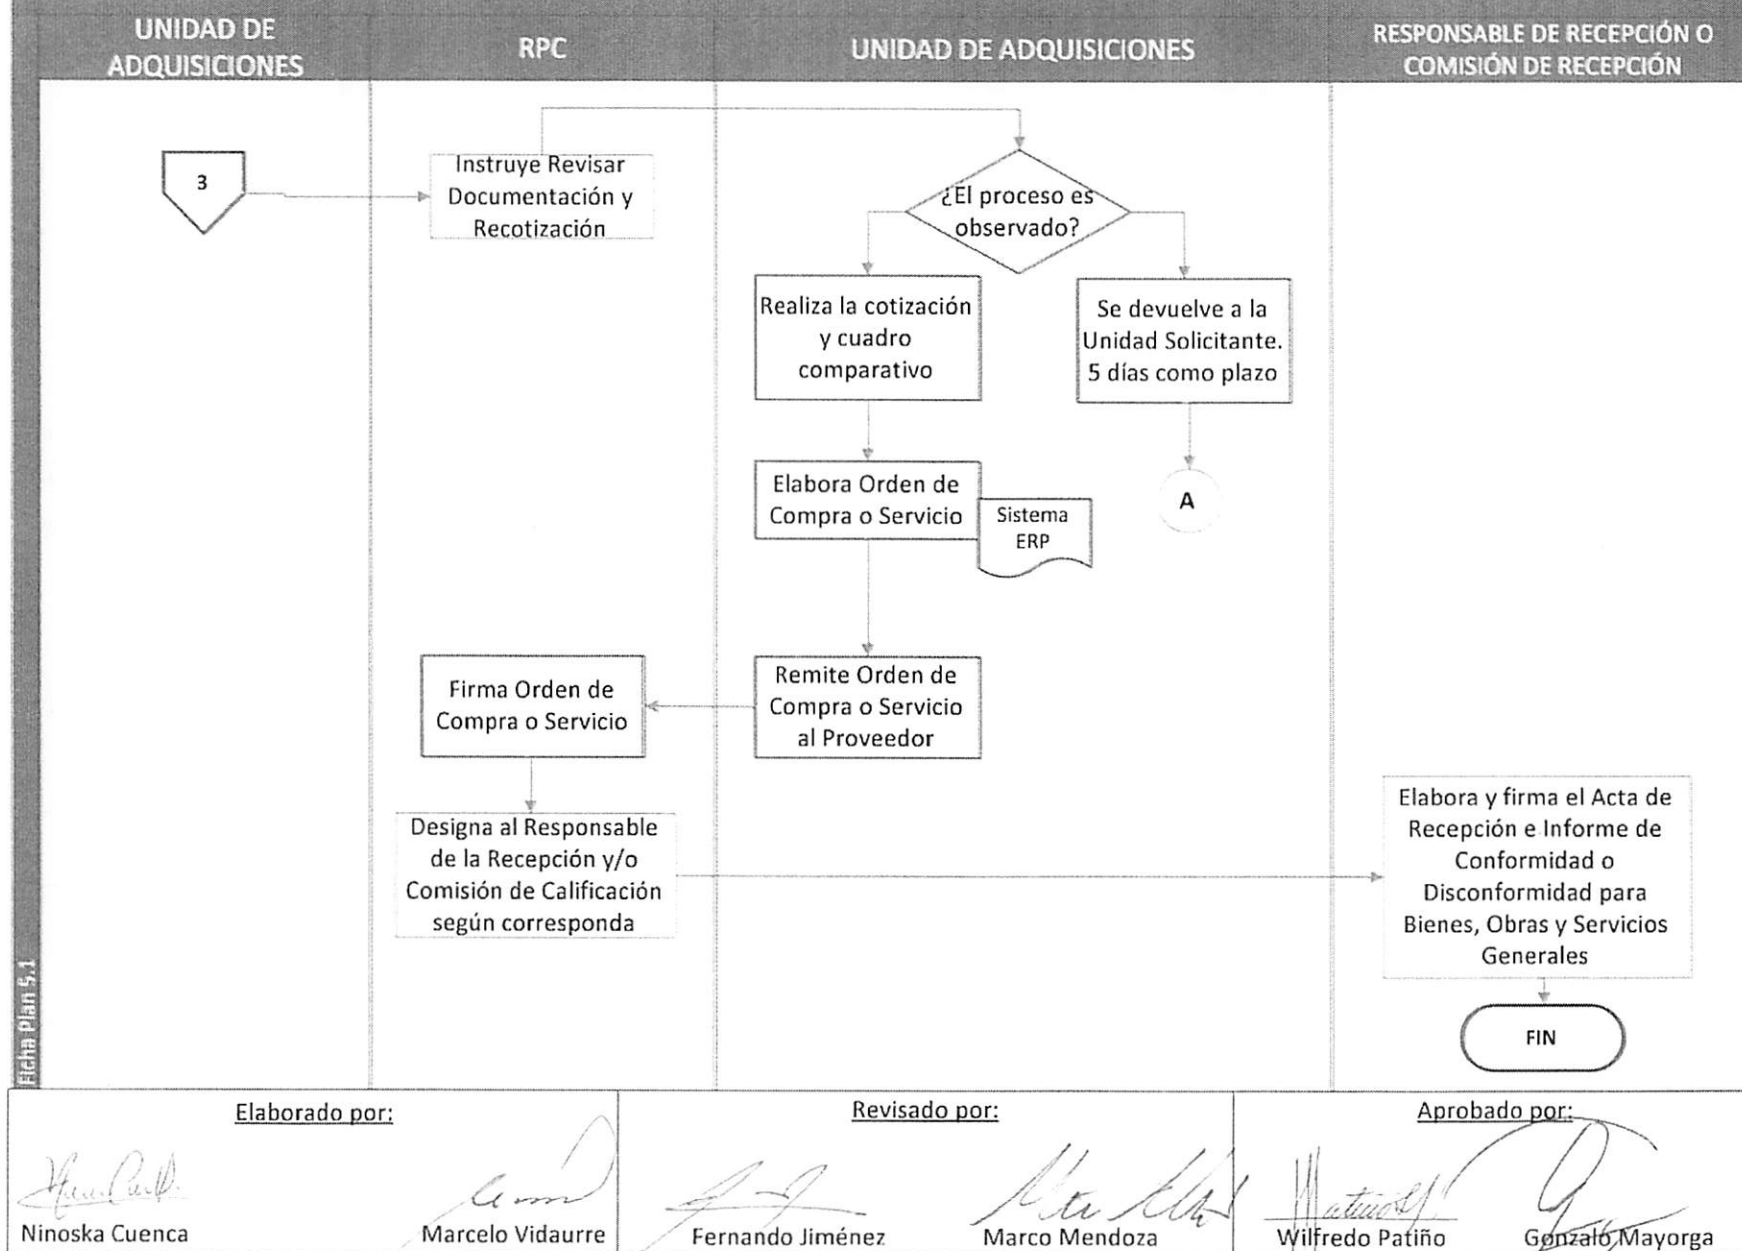 UNIDAD DE
ADQUISICIONES
RPC
UNIDAD DE ADQUISICIONES
RESPONSABLE DE RECEPCIÓN O
COMISIÓN DE RECEPCIÓN
3
Instruye Revisar
Documentación y
Recotización
¿El proceso es
observado?
Realiza la cotización
y cuadro
comparativo
Se devuelve a la
Unidad Solicitante.
5 días como plazo
Elabora Orden de
Compra o Servicio
Sistema
ERP
A
Firma Orden de
Compra o Servicio
Remite Orden de
Compra o Servicio
al Proveedor
Designa al Responsable
de la Recepción y/o
Comisión de Calificación
según corresponda
Elabora y firma el Acta de
Recepción e Informe de
Conformidad o
Disconformidad para
Bienes, Obras y Servicios
Generales
FIN
Ficha Plan 5.1
Elaborado por:
Ninoska Cuenca
Marcelo Vidaurre
Revisado por:
Fernando Jiménez
Marco Mendoza
Aprobado por:
Wilfredo Patiño
Gonzalo Mayorga